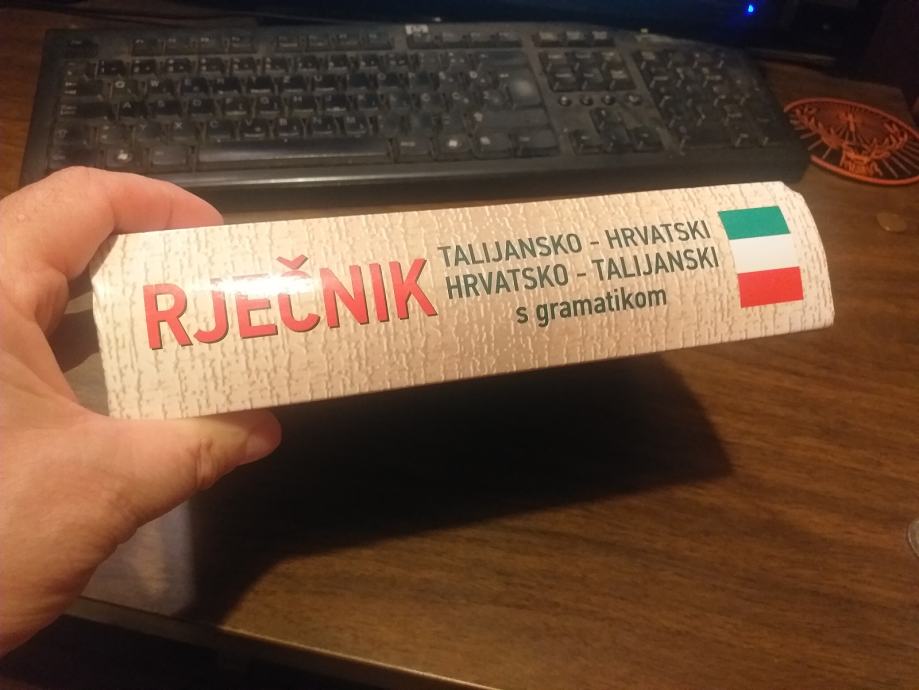 RJEČNIK
TALIJANSKO - HRVATSKI
HRVATSKO - TALIJANSKI
s gramatikom